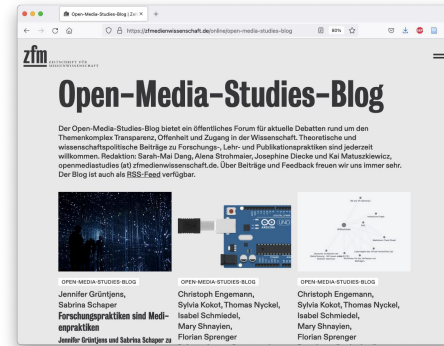 Open-Media-Studies-Blog | Zei
https://zfmedienwissenschaft.de/online/open-media-studies-blog
80%
zfm ZEITSCHRIFT FÜR
MEDIENWISSENSCHAFT
Open-Media-Studies-Blog
Der Open-Media-Studies-Blog bietet ein öffentliches Forum für aktuelle Debatten rund um den
Themenkomplex Transparenz, Offenheit und Zugang in der Wissenschaft. Theoretische und
wissenschaftspolitische Beiträge zu Forschungs-, Lehr- und Publikationspraktiken sind jederzeit
willkommen. Redaktion: Sarah-Mai Dang, Alena Strohmaier, Josephine Diecke und Kai Matuszkiewicz,
openmediastudies (at) zfmedienwissenschaft.de. Über Beiträge und Feedback freuen wir uns immer sehr.
Der Blog ist auch als RSS-Feed verfügbar.
ARDUINO
UNO
OPEN-MEDIA-STUDIES-BLOG
Jennifer Grüntjens,
Sabrina Schaper
Forschungspraktiken sind Medi-
enpraktiken
Jennifer Grüntjens und Sabrina Schaper zu
OPEN-MEDIA-STUDIES-BLOG
Christoph Engemann,
Sylvia Kokot, Thomas Nyckel,
Isabel Schmiedel,
Mary Shnayien,
Florian Sprenger
OPEN-MEDIA-STUDIES-BLOG
Christoph Engemann,
Sylvia Kokot, Thomas Nyckel,
Isabel Schmiedel,
Mary Shnayien,
Florian Sprenger